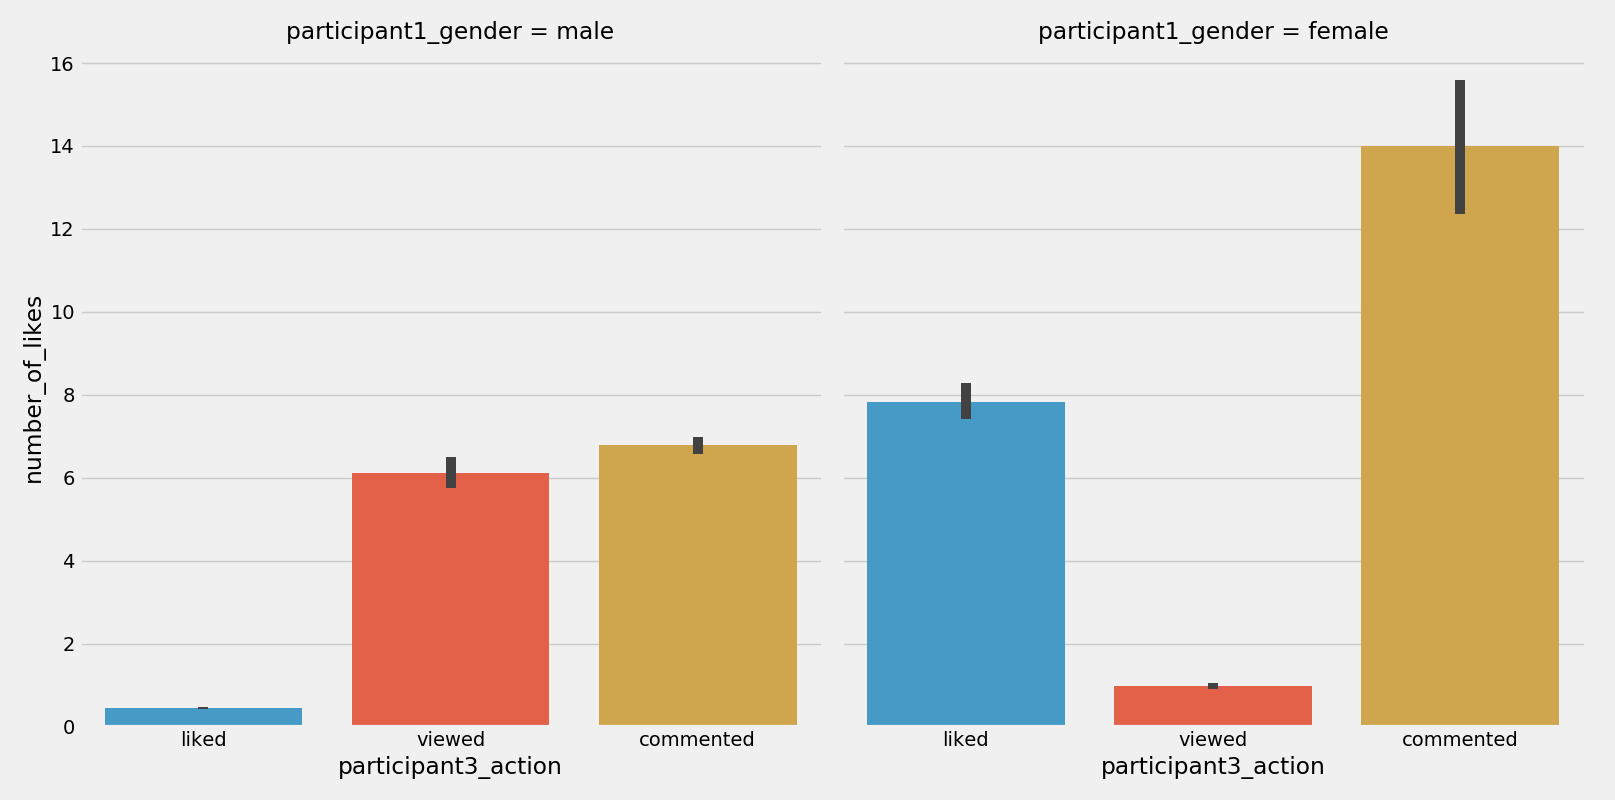 participant1_gender = male
participant1_gender = female
number_of_likes
16
14
12
10
8
6
4
2
0
liked viewed commented
liked viewed commented
participant3_action
participant3_action